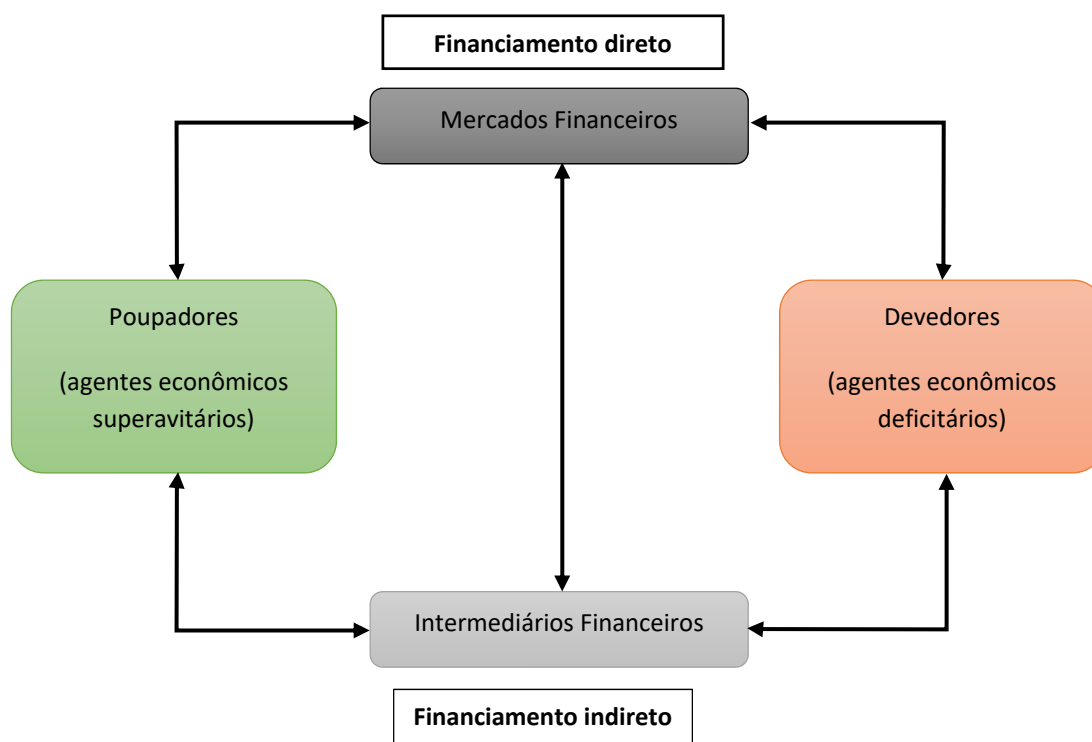 Financiamento direto
Mercados Financeiros
Poupadores
(agentes econômicos
superavitários)
Devedores
(agentes econômicos
deficitários)
Intermediários Financeiros
Financiamento indireto